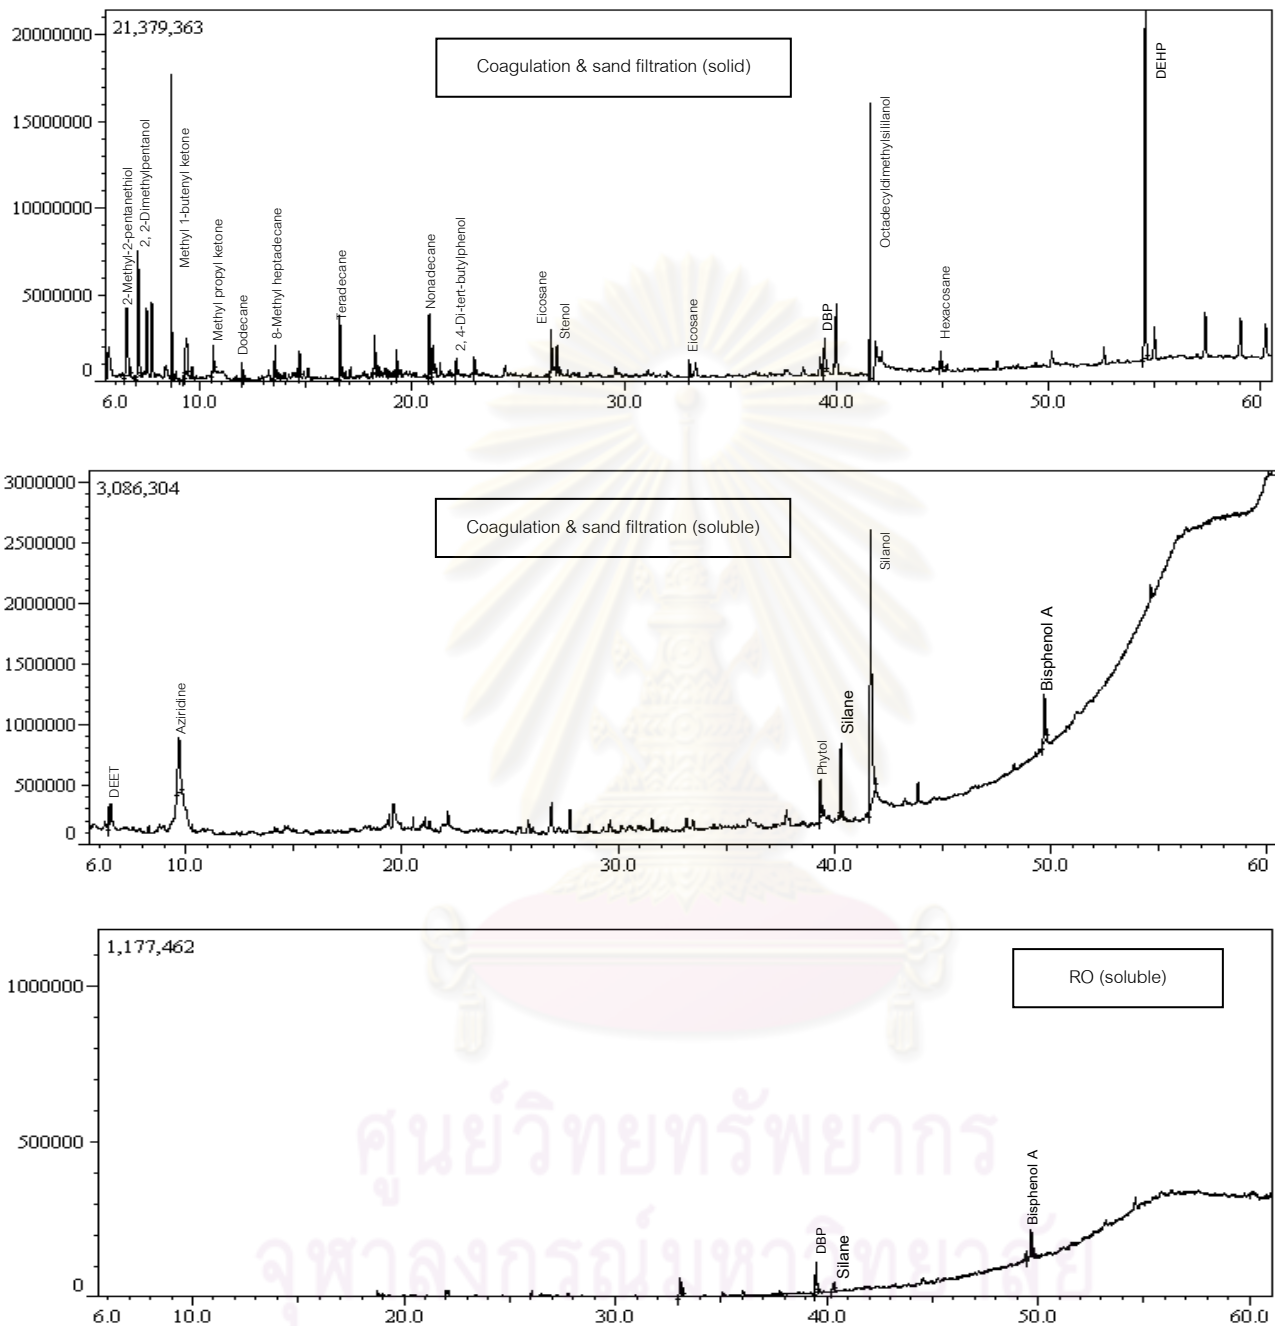 21,379,363
Coagulation & sand filtration (solid)
20000000
15000000
10000000
5000000
0
2-Methyl-2-pentanethiol
2, 2-Dimethylpentanol
Methyl 1-butenyl ketone
Methyl propyl ketone
Dodecane
8-Methyl heptadecane
Teradecane
Nonadecane
2, 4-Di-tert-butylphenol
Eicosane
Stenol
Eicosane
DBP
Octadecyldimethylsilanol
Hexacosane
DEHP
6.0 10.0 20.0 30.0 40.0 50.0 60
3,086,304
Coagulation & sand filtration (soluble)
3000000
2500000
2000000
1500000
1000000
500000
0
DEET
Aziridine
Phytol
Silane
Silanol
Bisphenol A
6.0 10.0 20.0 30.0 40.0 50.0 60
1,177,462
RO (soluble)
1000000
500000
0
DBP
Silane
Bisphenol A
10.0 20.0 30.0 40.0 50.0 60.0
ศูนย์วิทยทรัพยากร
จุฬาลงกรณ์มหาวิทยาลัย